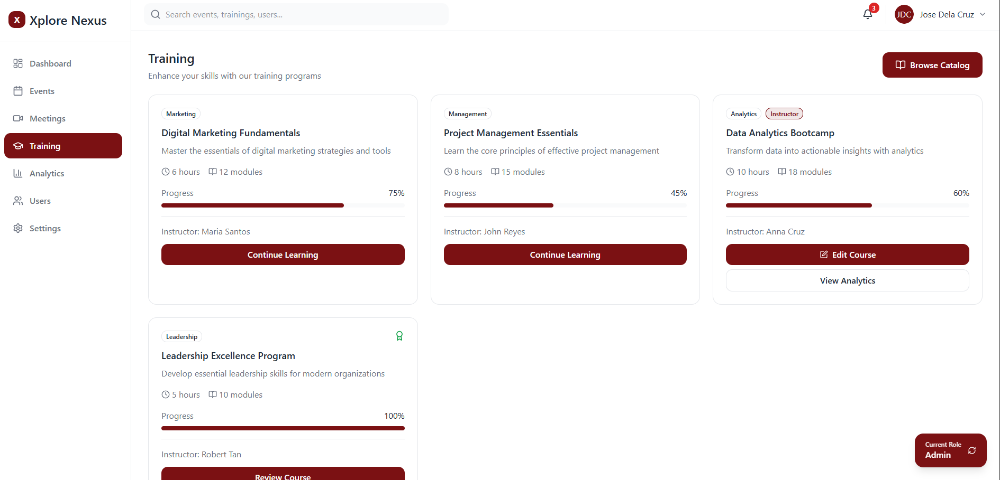 X Xplore Nexus
Search events, trainings, users...
3
JDC Jose Dela Cruz
Dashboard
Events
Meetings
Training
Analytics
Users
Settings
Training
Enhance your skills with our training programs
Browse Catalog
Marketing
Digital Marketing Fundamentals
Master the essentials of digital marketing strategies and tools
6 hours 12 modules
Progress 75%
Instructor: Maria Santos
Continue Learning
Management
Project Management Essentials
Learn the core principles of effective project management
8 hours 15 modules
Progress 45%
Instructor: John Reyes
Continue Learning
Analytics Instructor
Data Analytics Bootcamp
Transform data into actionable insights with analytics
10 hours 18 modules
Progress 60%
Instructor: Anna Cruz
Edit Course
View Analytics
Leadership
Leadership Excellence Program
Develop essential leadership skills for modern organizations
5 hours 10 modules
Progress 100%
Instructor: Robert Tan
Review Course
Current Role
Admin